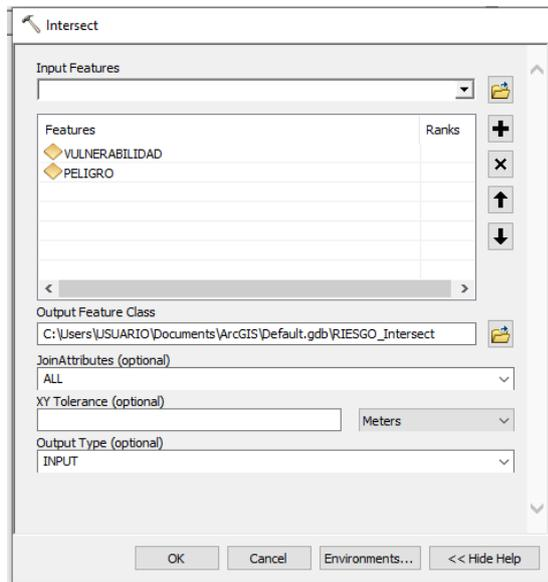 Intersect
Input Features
Features Ranks
VULNERABILIDAD
PELIGRO
Output Feature Class
C:\Users\USUARIO\Documents\ArcGIS\Default.gdb\RIESGO_Intersect
JoinAttributes (optional)
ALL
XY Tolerance (optional)
Meters
Output Type (optional)
INPUT
OK Cancel Environments... << Hide Help